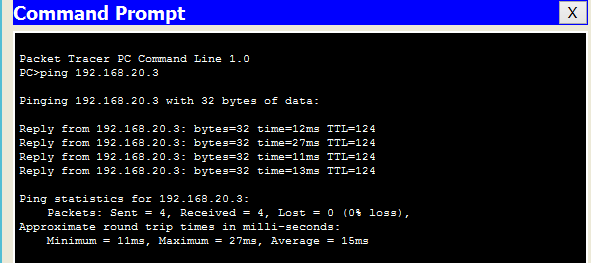 Command Prompt
X
Packet Tracer PC Command Line 1.0
PC>ping 192.168.20.3
Pinging 192.168.20.3 with 32 bytes of data:
Reply from 192.168.20.3: bytes=32 time=12ms TTL=124
Reply from 192.168.20.3: bytes=32 time=27ms TTL=124
Reply from 192.168.20.3: bytes=32 time=11ms TTL=124
Reply from 192.168.20.3: bytes=32 time=13ms TTL=124
Ping statistics for 192.168.20.3:
Packets: Sent = 4, Received = 4, Lost = 0 (0% loss),
Approximate round trip times in milli-seconds:
Minimum = 11ms, Maximum = 27ms, Average = 15ms